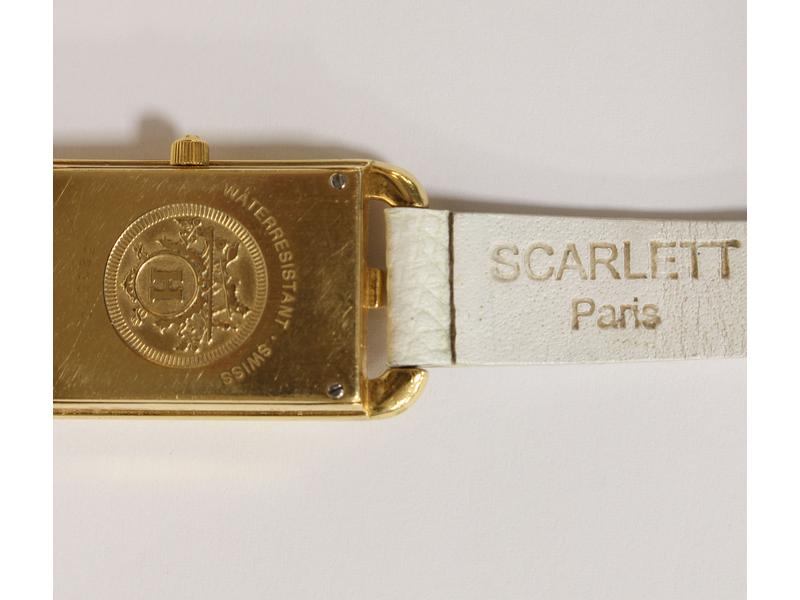 WATERRESISTANT · SWISS
H
SCARLETT
Paris